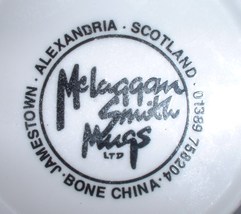 JAMESTOWN · ALEXANDRIA · SCOTLAND · 01389 758204 ·
Mclaggan
Smith
Mugs
LTD
· BONE CHINA ·